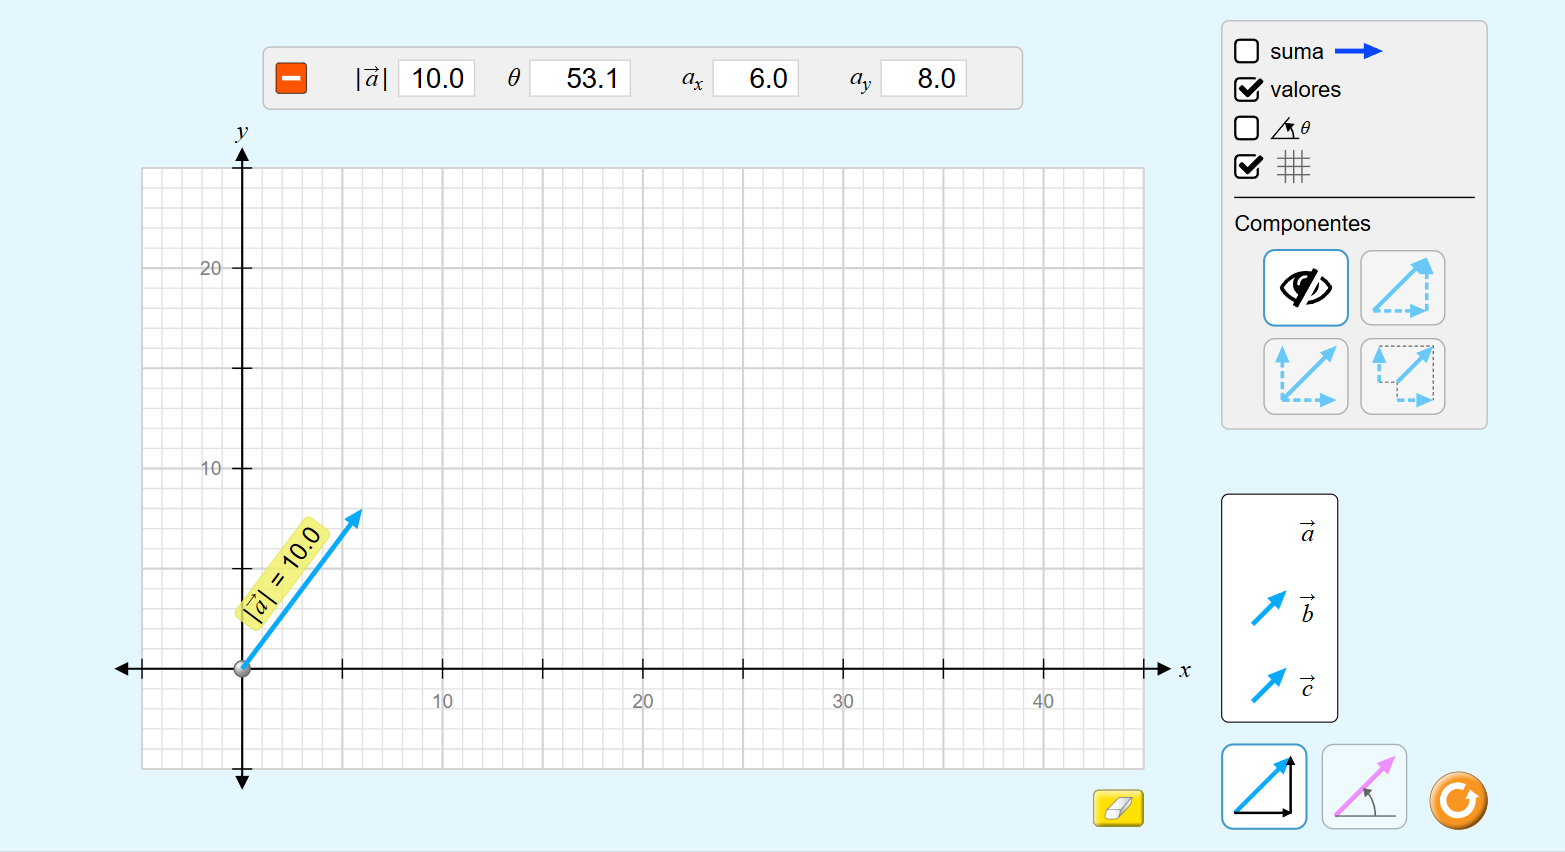 |a⃗| 10.0 θ 53.1 aₓ 6.0 a_y 8.0
y
20
10
|a⃗| = 10.0
x
10 20 30 40
suma
valores
θ
Componentes
a⃗
b⃗
c⃗